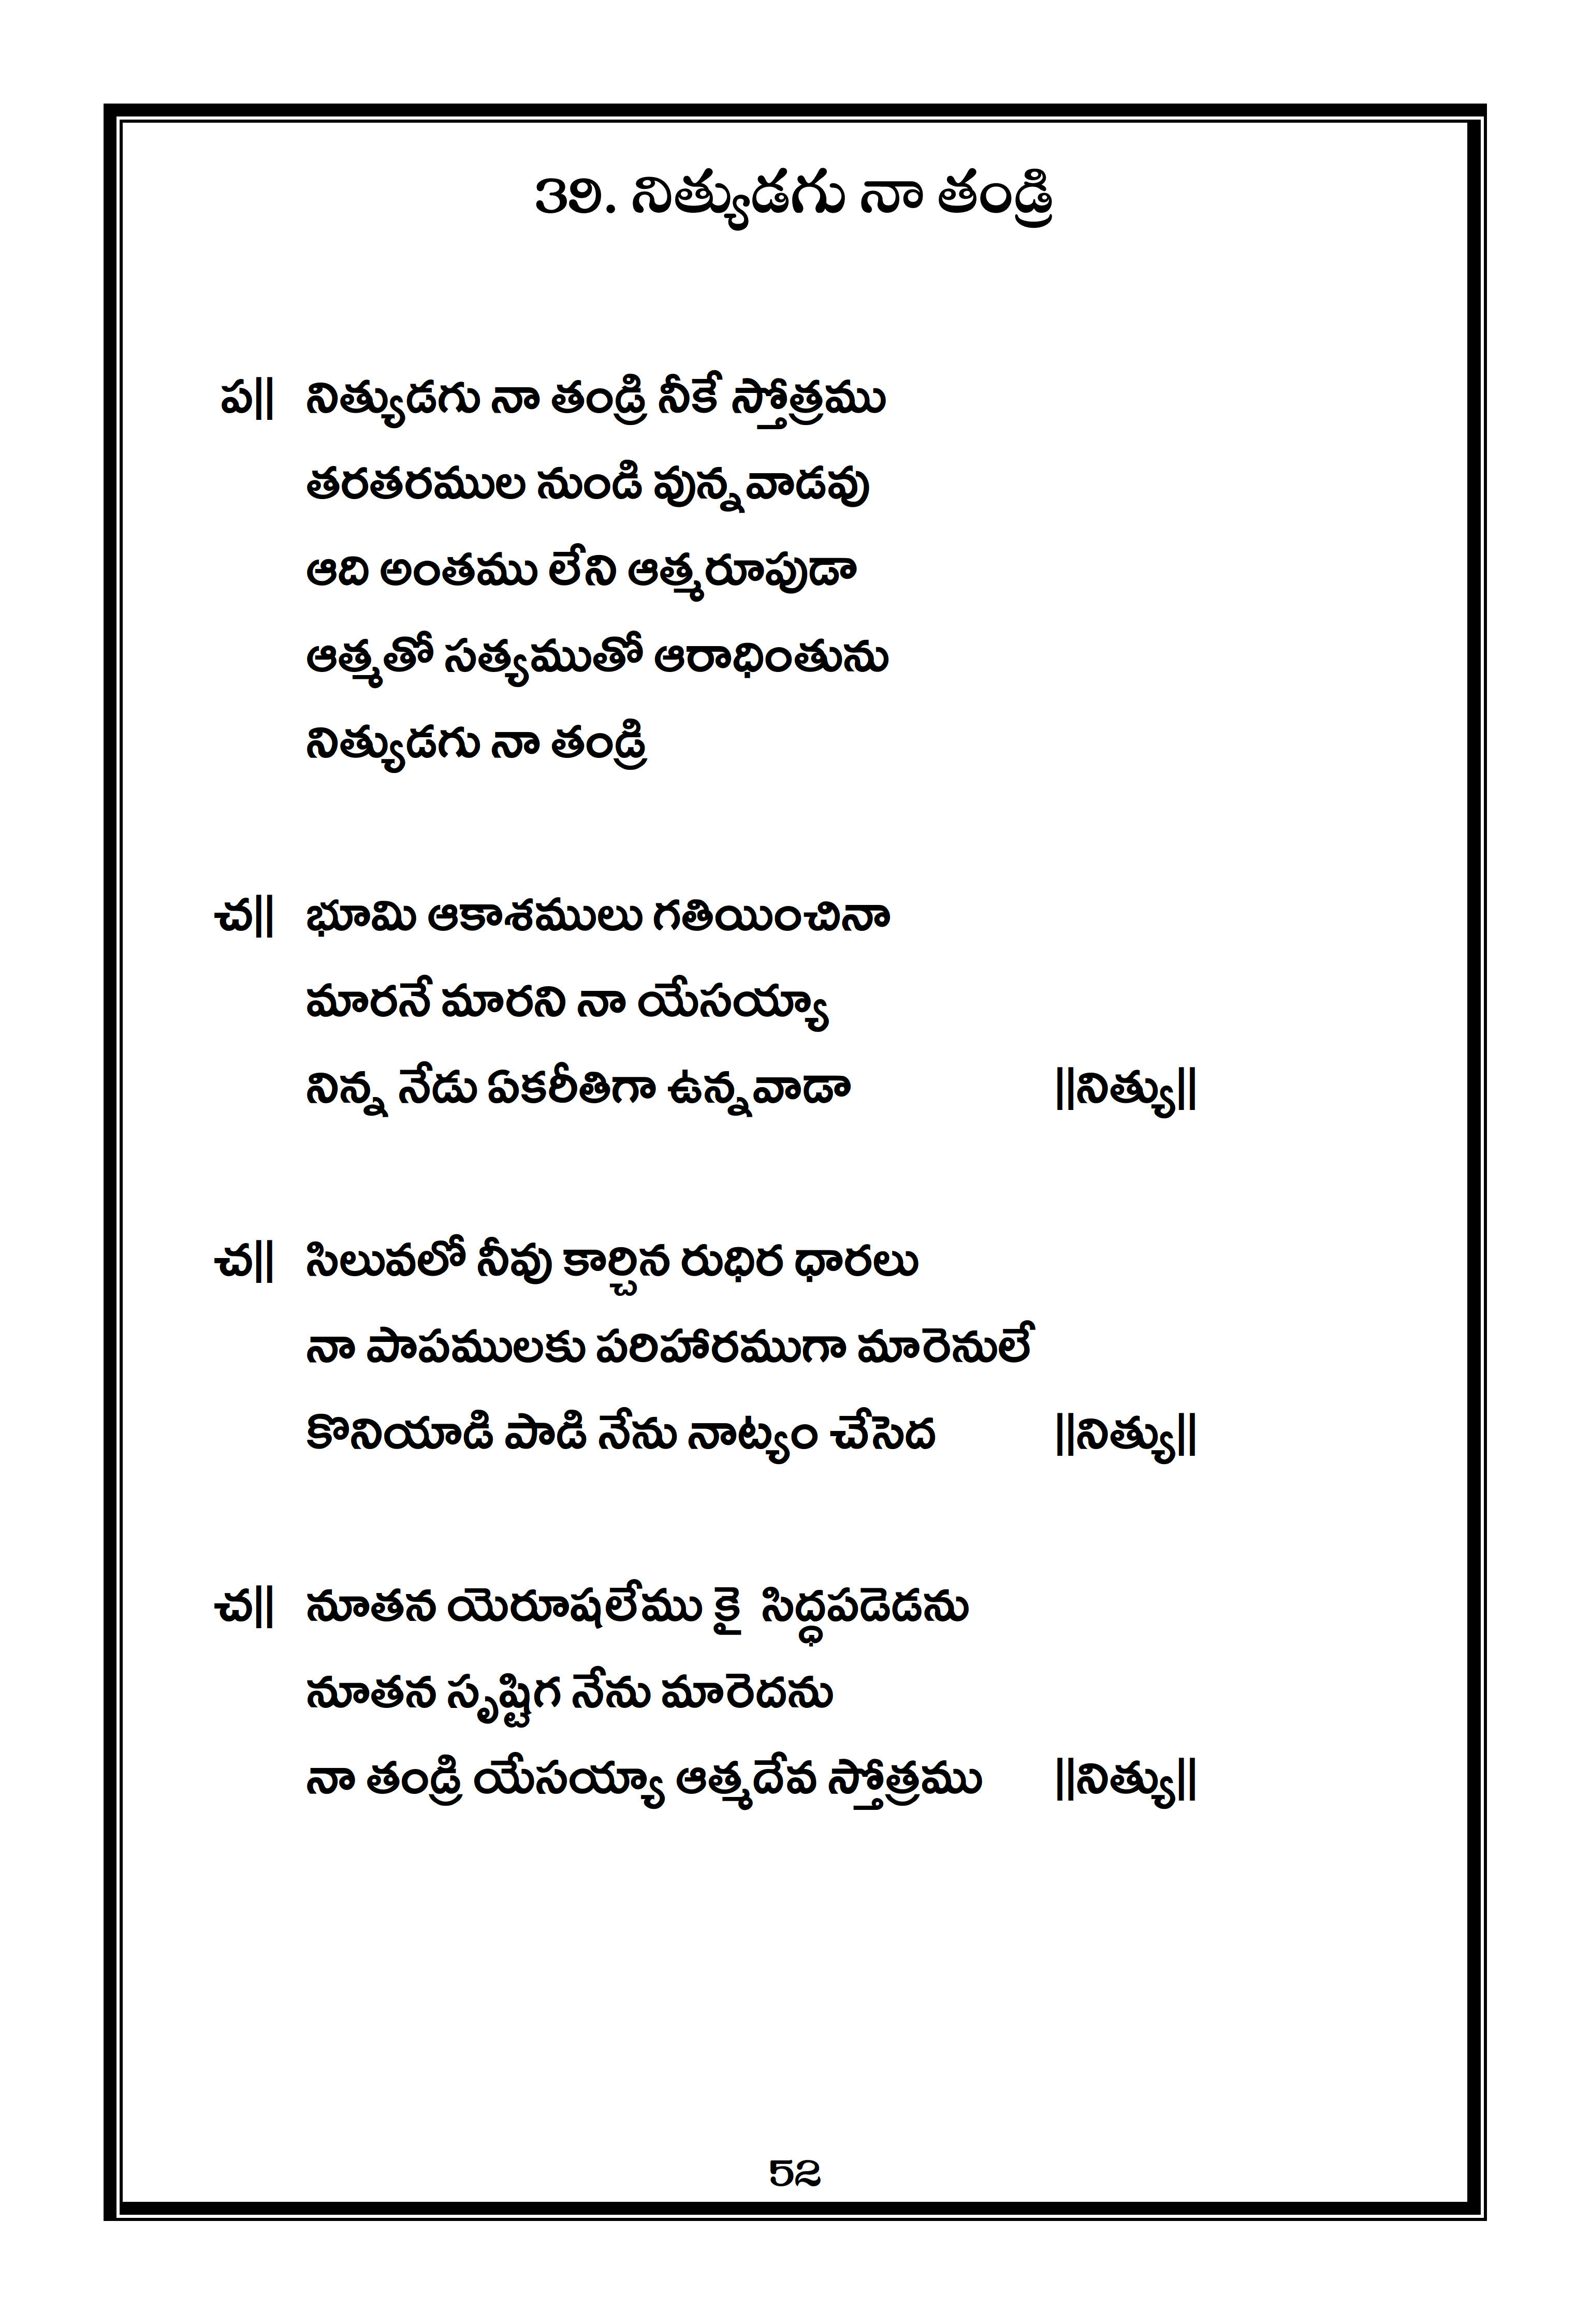 39. నిత్యుడగు నా తండ్రి
ప|| నిత్యుడగు నా తండ్రి నీకే స్తోత్రము
తరతరముల నుండి వున్నవాడవు
ఆది అంతము లేని ఆత్మరూపుడా
ఆత్మతో సత్యముతో ఆరాధింతును
నిత్యుడగు నా తండ్రి
చ|| భూమి ఆకాశములు గతియించినా
మారనే మారని నా యేసయ్యా
నిన్న నేడు ఏకరీతిగా ఉన్నవాడా ||నిత్యు||
చ|| సిలువలో నీవు కార్చిన రుధిర ధారలు
నా పాపములకు పరిహారముగా మారెనులే
కొనియాడి పాడి నేను నాట్యం చేసెద ||నిత్యు||
చ|| నూతన యెరూషలేము కై సిద్ధపడెడను
నూతన సృష్టిగ నేను మారెదను
నా తండ్రి యేసయ్యా ఆత్మదేవ స్తోత్రము ||నిత్యు||
52